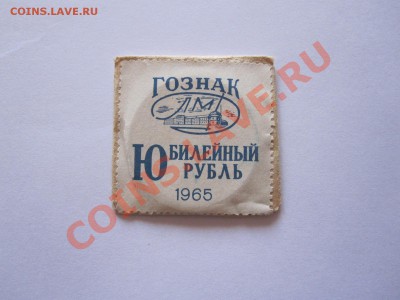 COINS.LAVE.RU
ГОЗНАК
ЛМД
ЮБИЛЕЙНЫЙ
РУБЛЬ
1965
COINS.LAVE.RU